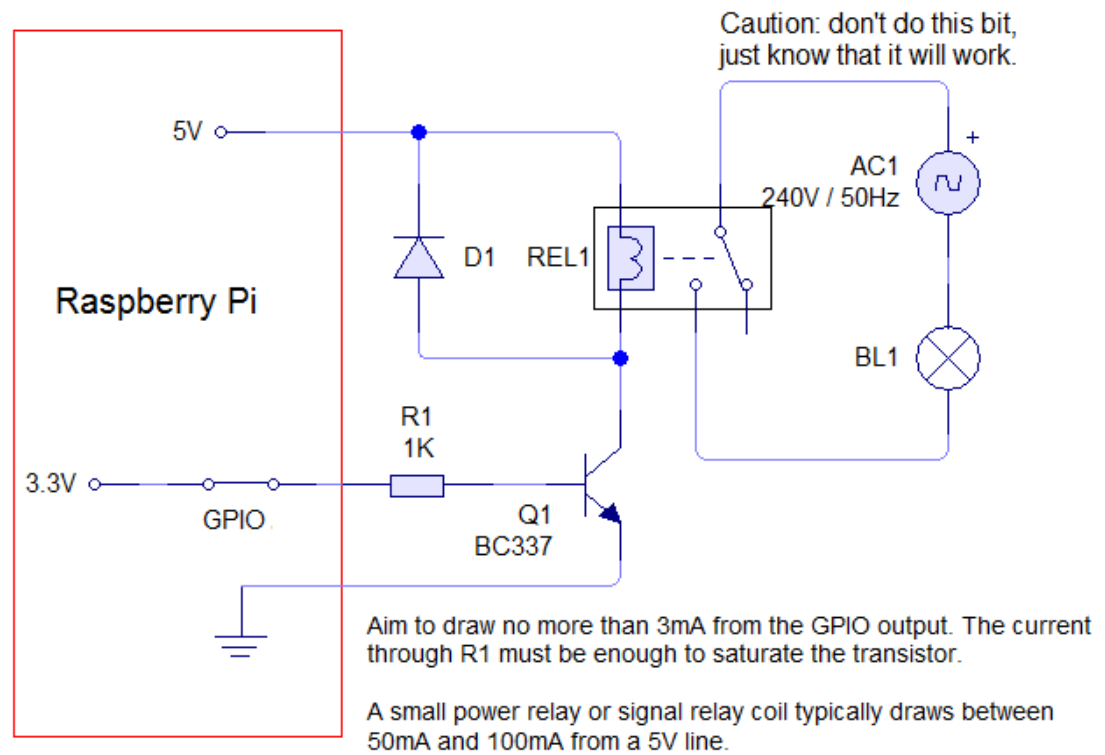 Caution: don't do this bit,
just know that it will work.
5V
+
AC1
240V / 50Hz
D1
REL1
Raspberry Pi
BL1
R1
1K
3.3V
GPIO
Q1
BC337
Aim to draw no more than 3mA from the GPIO output. The current
through R1 must be enough to saturate the transistor.
A small power relay or signal relay coil typically draws between
50mA and 100mA from a 5V line.